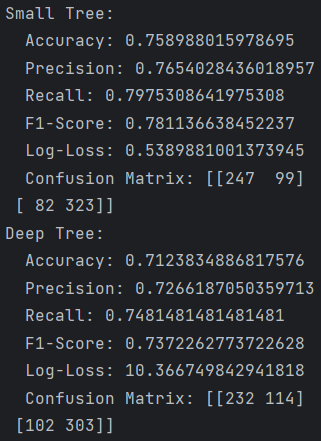 Small Tree:
  Accuracy: 0.758988015978695
  Precision: 0.7654028436018957
  Recall: 0.7975308641975308
  F1-Score: 0.781136638452237
  Log-Loss: 0.5389881001373945
  Confusion Matrix: [[247  99]
 [ 82 323]]
Deep Tree:
  Accuracy: 0.7123834886817576
  Precision: 0.7266187050359713
  Recall: 0.7481481481481481
  F1-Score: 0.7372262773722628
  Log-Loss: 10.366749842941818
  Confusion Matrix: [[232 114]
 [102 303]]